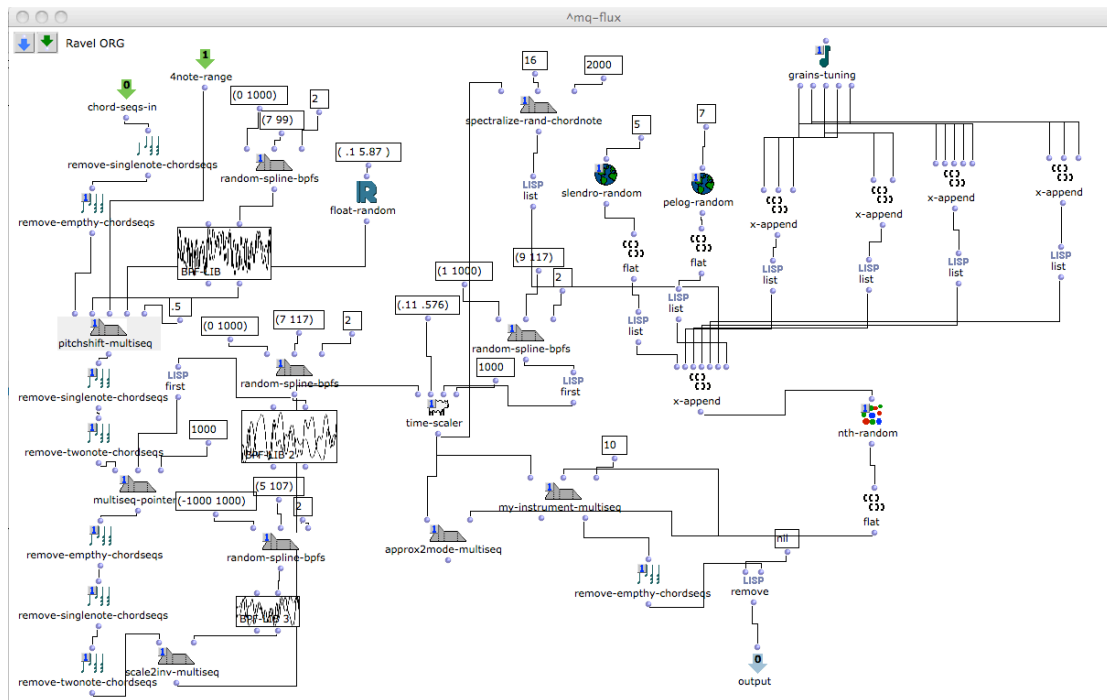 ^mq-flux
Ravel ORG
0
chord-seqs-in
1
4note-range
(0 1000)
2
(7 99)
remove-singlenote-chordseqs
random-spline-bpfs
( .1 5.87 )
float-random
remove-empthy-chordseqs
BPF-LIB
.5
pitchshift-multiseq
(0 1000)
(7 117)
2
random-spline-bpfs
LISP
first
remove-singlenote-chordseqs
remove-twonote-chordseqs
BPF-LIB 2
1000
multiseq-pointer
(-1000 1000)
(5 107)
2
remove-empthy-chordseqs
random-spline-bpfs
remove-singlenote-chordseqs
BPF-LIB 3
remove-twonote-chordseqs
scale2inv-multiseq
16
2000
spectralize-rand-chordnote
LISP
list
5
slendro-random
flat
LISP
list
7
pelog-random
flat
LISP
list
(1 1000)
(9 117)
2
random-spline-bpfs
LISP
first
(.11 .576)
1000
time-scaler
grains-tuning
x-append
x-append
x-append
x-append
LISP
list
LISP
list
LISP
list
LISP
list
x-append
nth-random
flat
10
my-instrument-multiseq
approx2mode-multiseq
remove-empthy-chordseqs
nil
LISP
remove
0
output